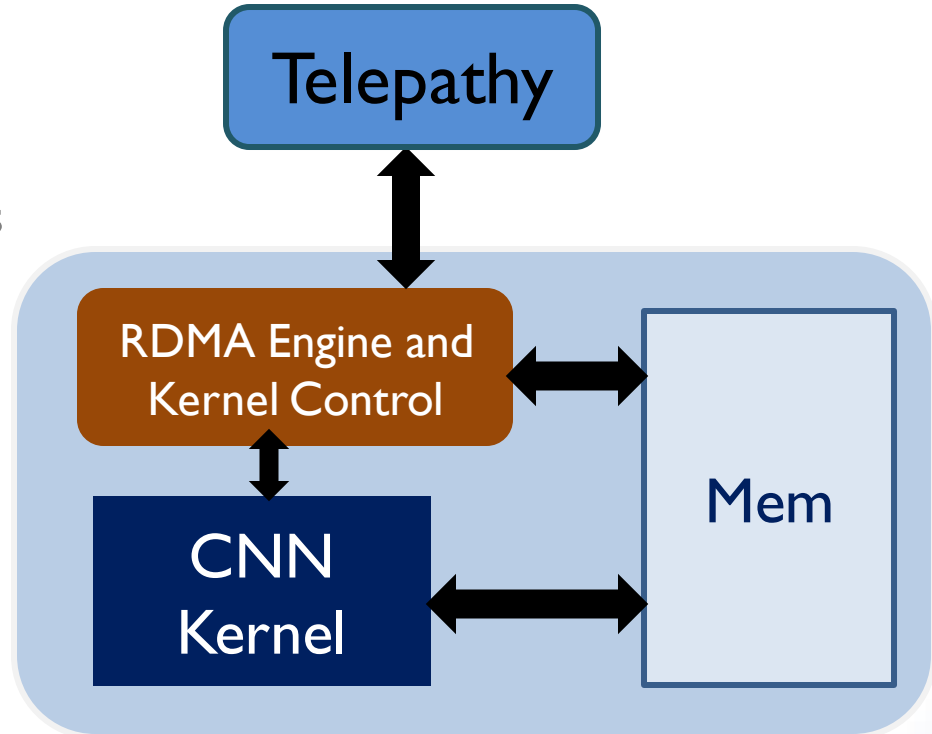 Telepathy
s
RDMA Engine and
Kernel Control
CNN
Kernel
Mem